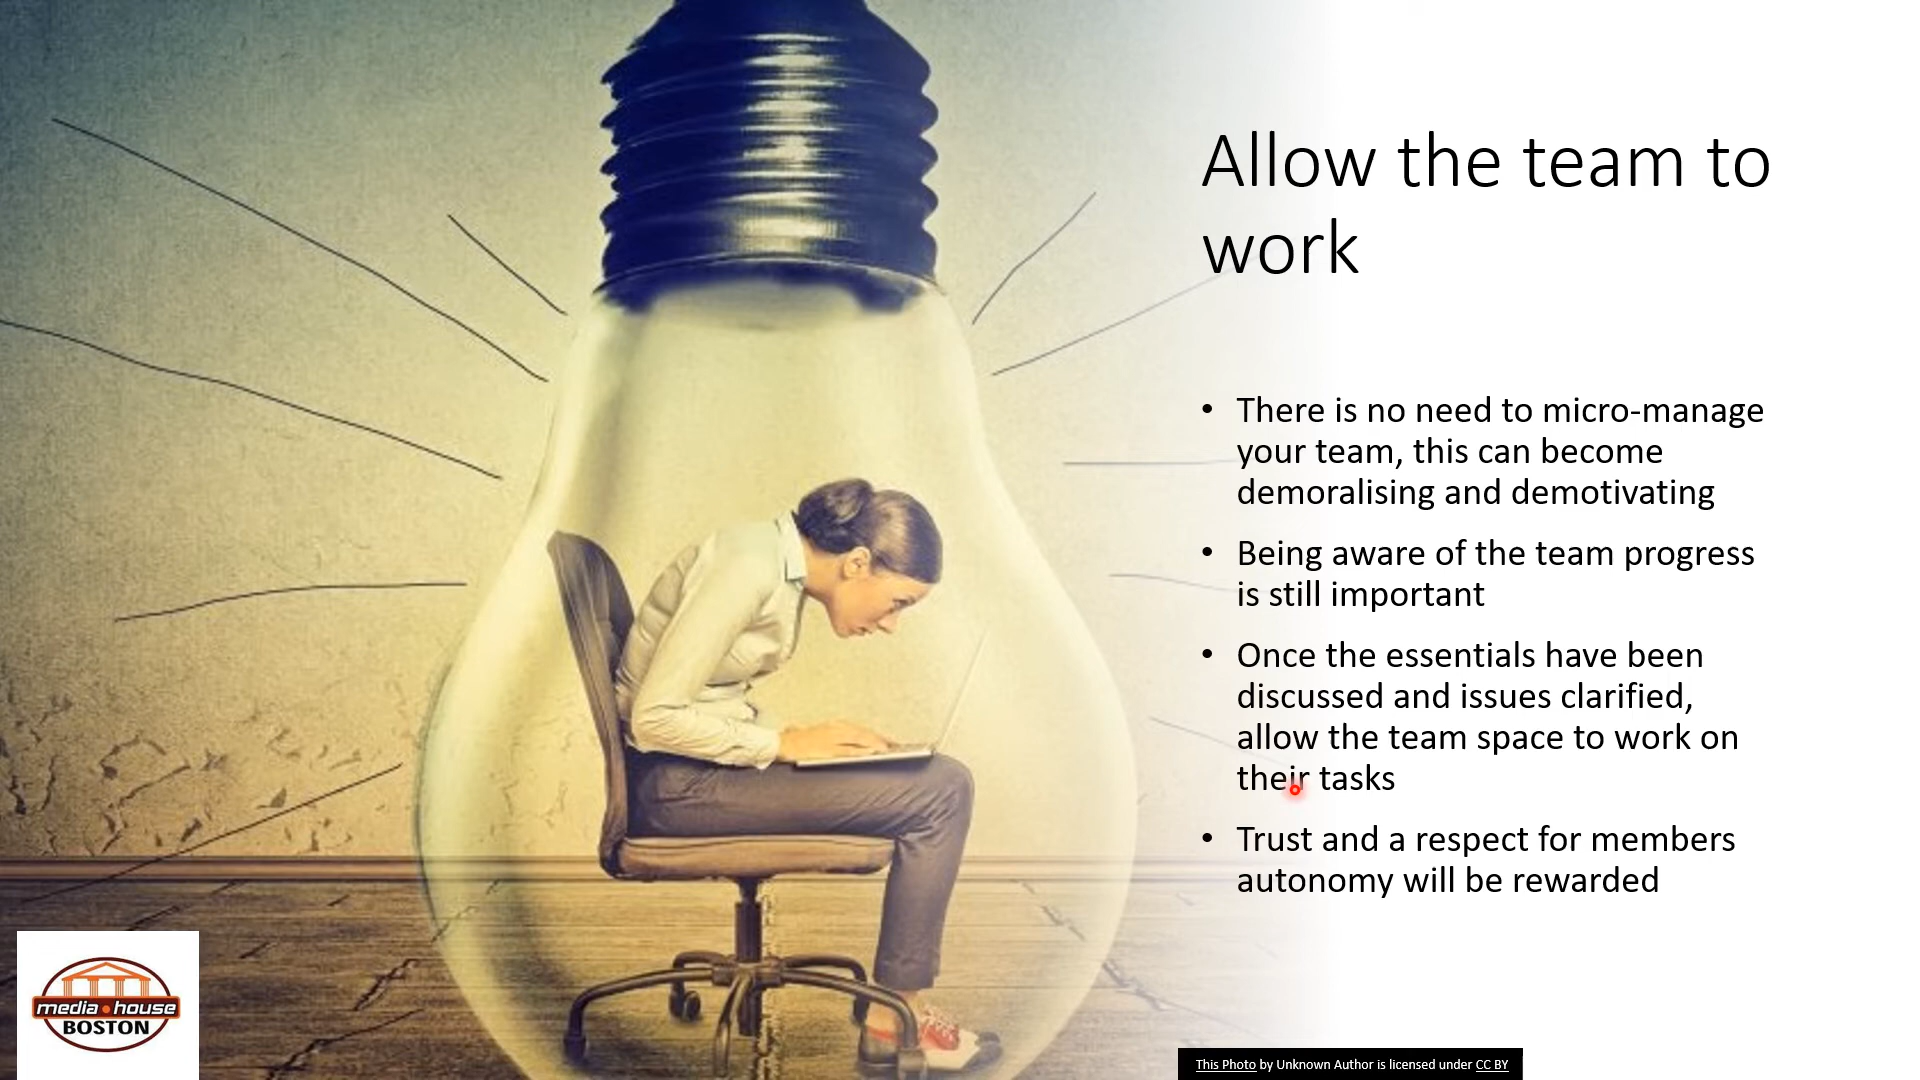 Allow the team to
work
• There is no need to micro-manage
your team, this can become
demoralising and demotivating
• Being aware of the team progress
is still important
• Once the essentials have been
discussed and issues clarified,
allow the team space to work on
their tasks
• Trust and a respect for members
autonomy will be rewarded
media•house
BOSTON
This Photo by Unknown Author is licensed under CC BY